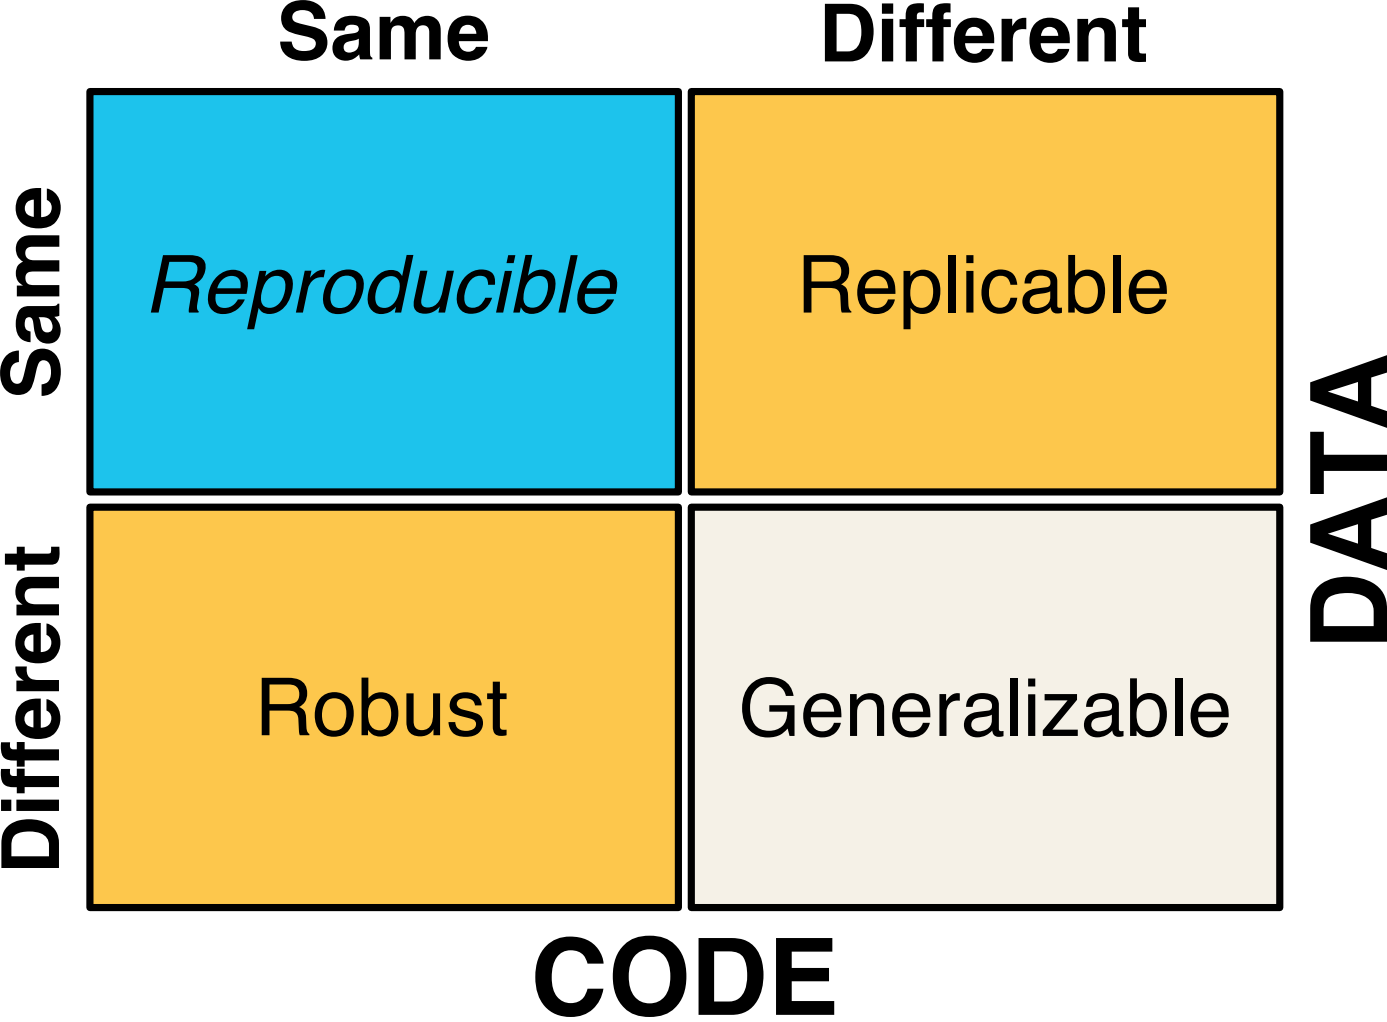 Same Different
Same
Reproducible Replicable
DATA
Different
Robust Generalizable
CODE